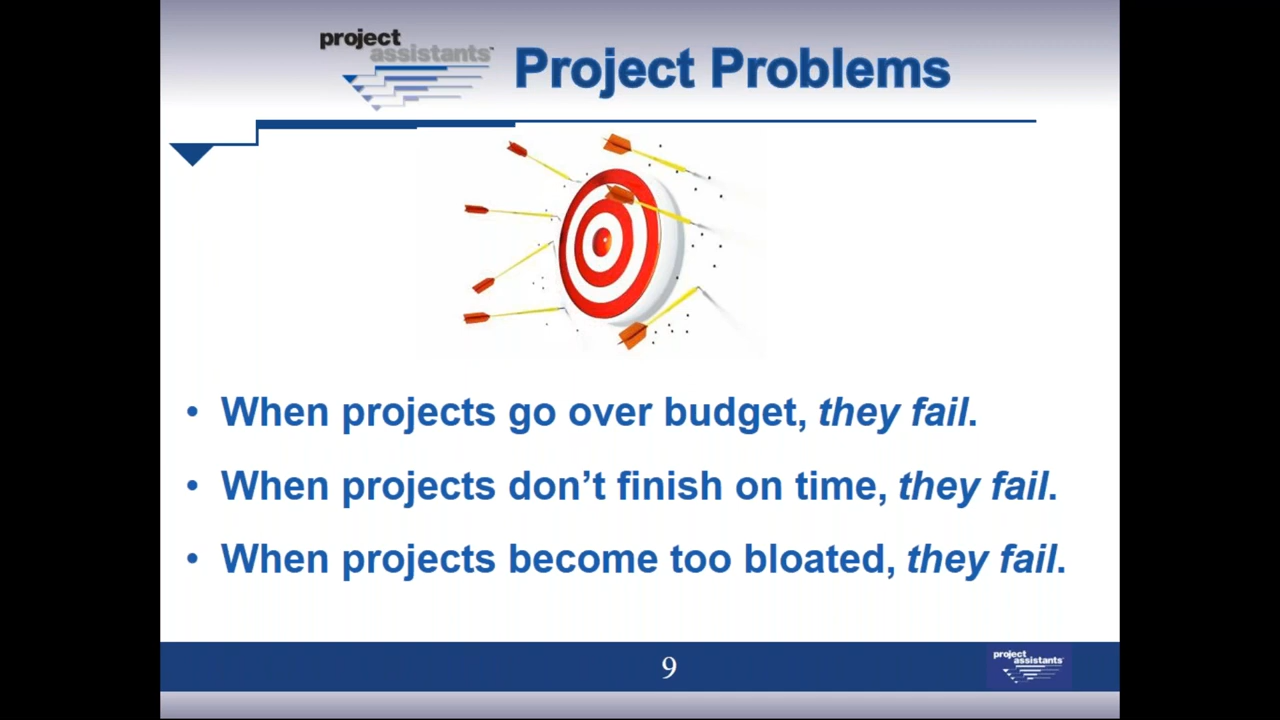 project
assistants™
Project Problems
• When projects go over budget, they fail.
• When projects don’t finish on time, they fail.
• When projects become too bloated, they fail.
9
project
assistants